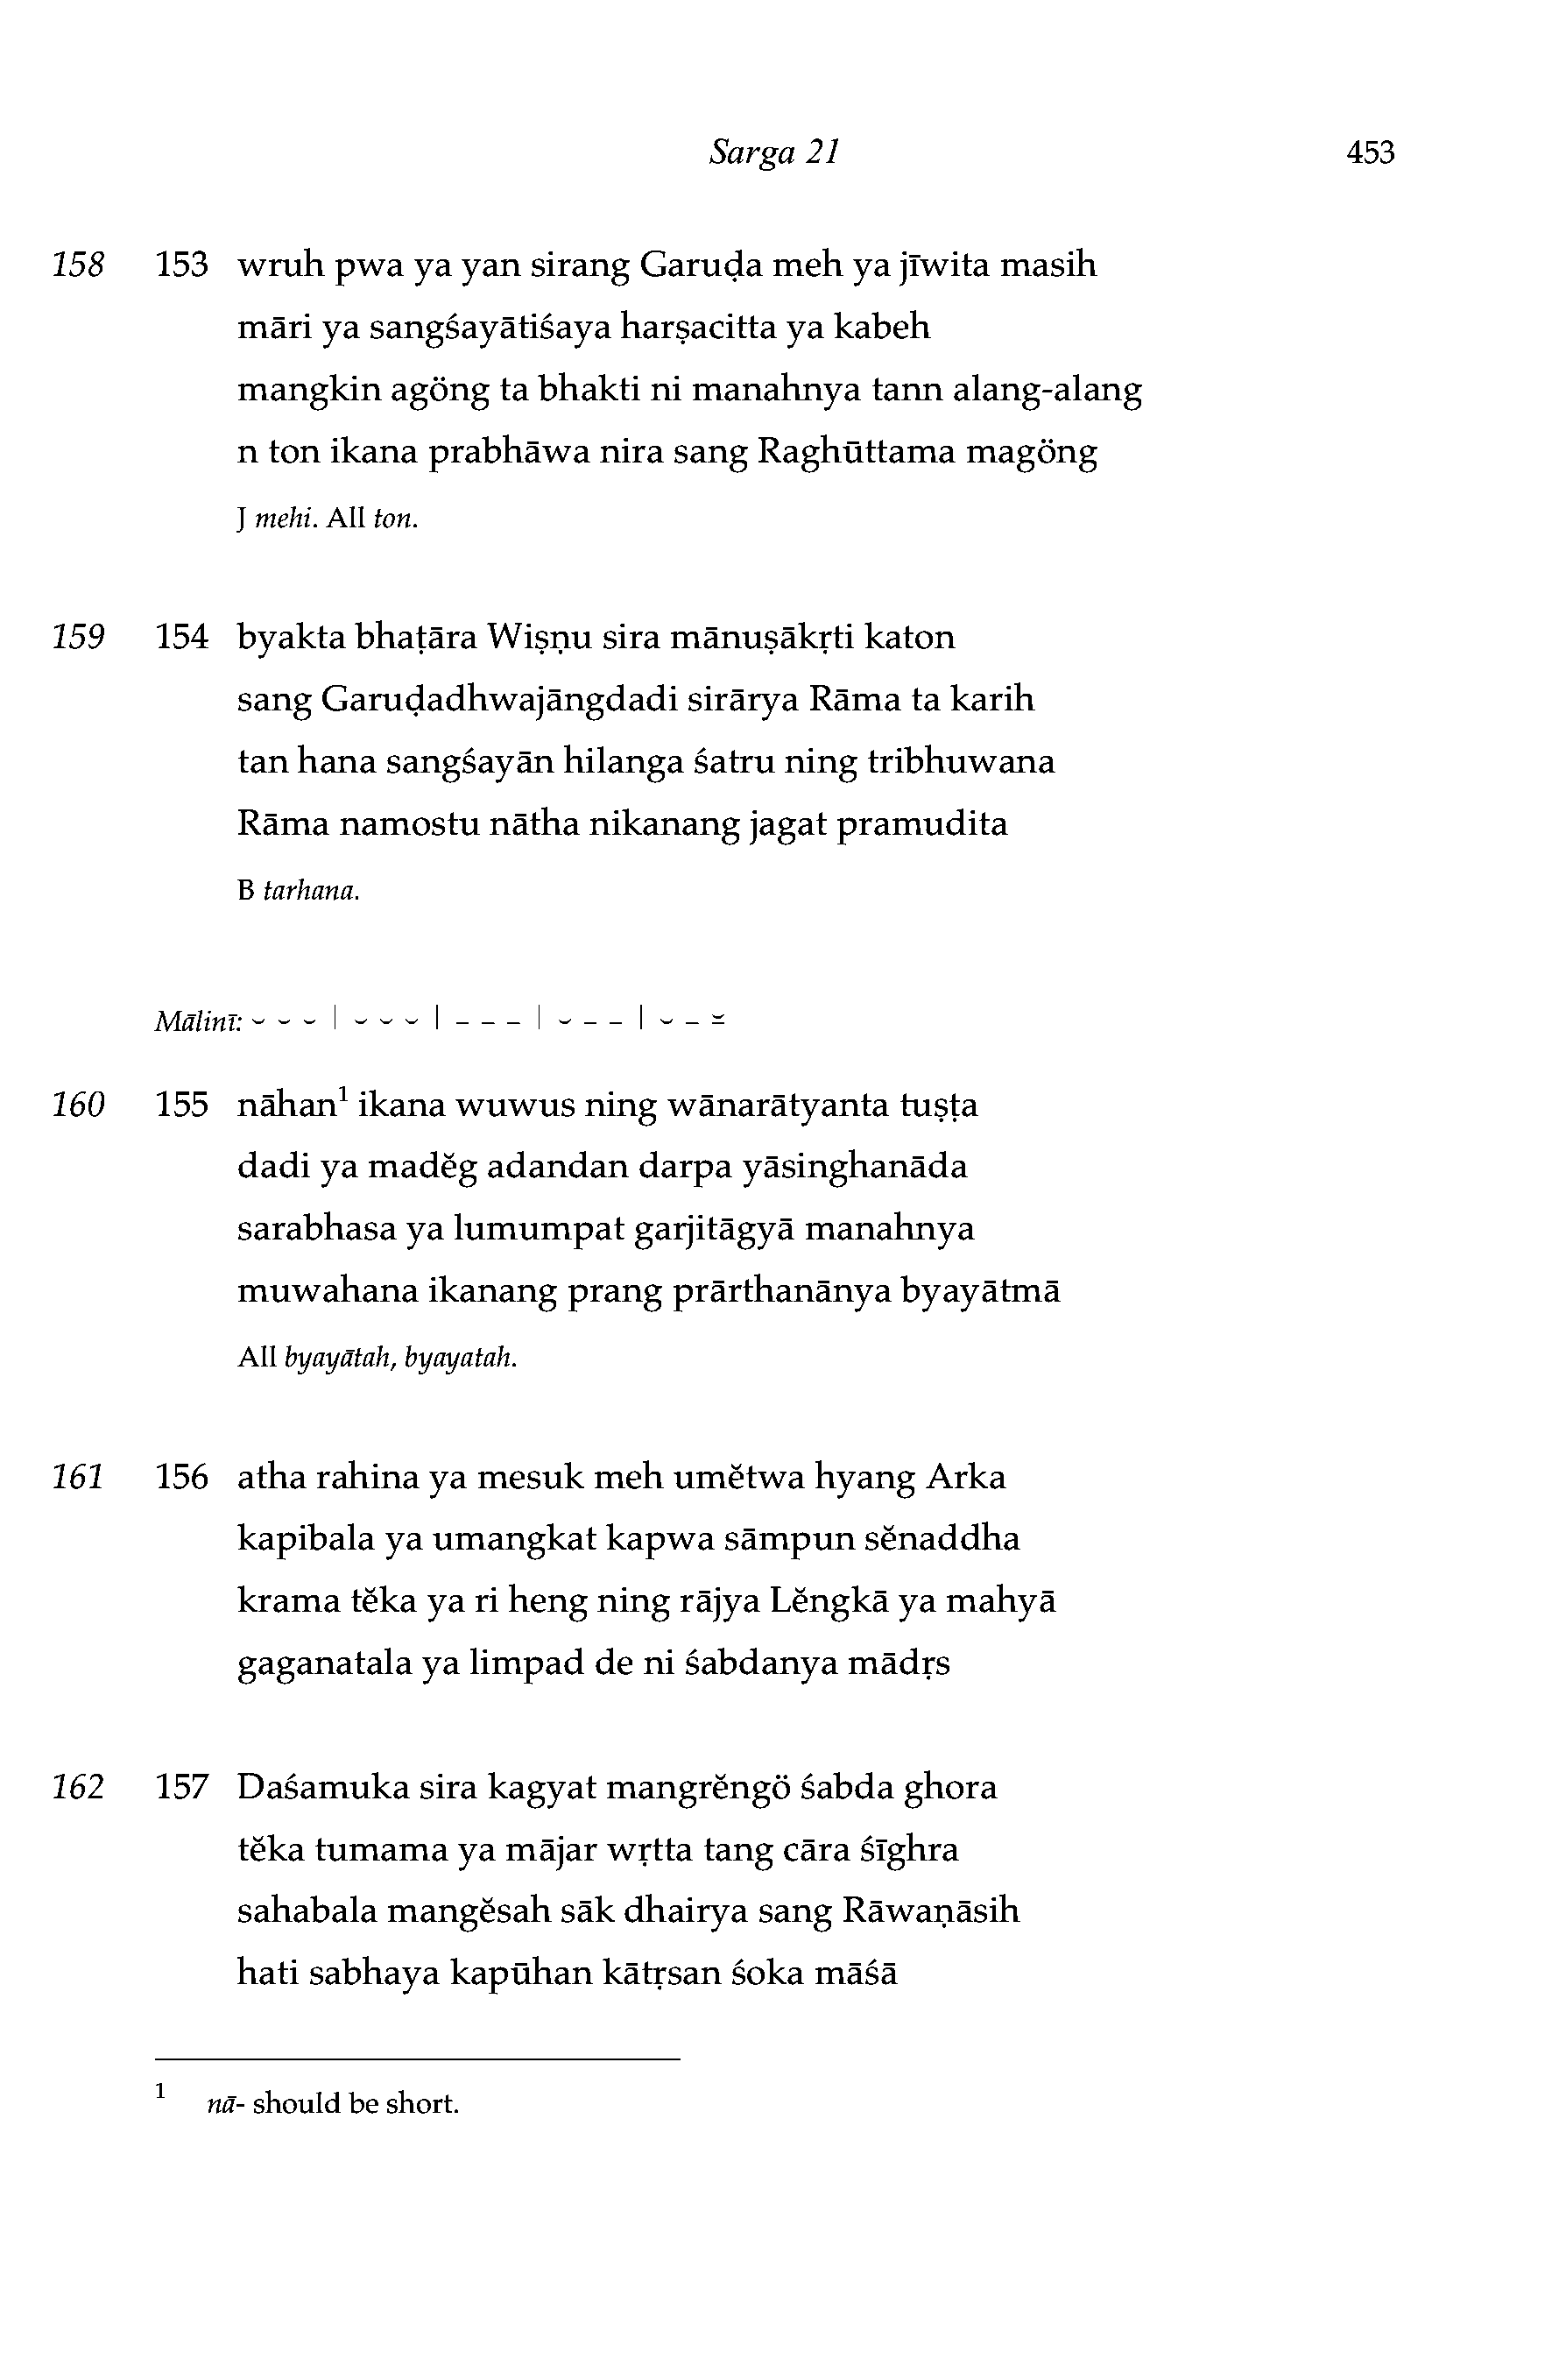 Sarga 21 453
158 153 wruh pwa ya yan sirang Garuḍa meh ya jīwita masih
māri ya sangśayātiśaya harṣacitta ya kabeh
mangkin agöng ta bhakti ni manahnya tann alang-alang
n ton ikana prabhāwa nira sang Raghūttama magöng
J mehi. All ton.
159 154 byakta bhaṭāra Wiṣṇu sira mānuṣākṛti katon
sang Garuḍadhwajāngdadi sirārya Rāma ta karih
tan hana sangśayān hilanga śatru ning tribhuwana
Rāma namostu nātha nikanang jagat pramudita
B tarhana.
Mālinī: ⏑ ⏑ ⏑ | ⏑ ⏑ ⏑ | – – – | ⏑ – – | ⏑ – ⏓
160 155 nāhan¹ ikana wuwus ning wānarātyanta tuṣṭa
dadi ya madĕg adandan darpa yāsinghanāda
sarabhasa ya lumumpat garjitāgyā manahnya
muwahana ikanang prang prārthanānya byayātmā
All byayātah, byayatah.
161 156 atha rahina ya mesuk meh umĕtwa hyang Arka
kapibala ya umangkat kapwa sāmpun sĕnaddha
krama tĕka ya ri heng ning rājya Lĕngkā ya mahyā
gaganatala ya limpad de ni śabdanya mādṛs
162 157 Daśamuka sira kagyat mangrĕngö śabda ghora
tĕka tumama ya mājar wṛtta tang cāra śīghra
sahabala mangĕsah sāk dhairya sang Rāwaṇāsih
hati sabhaya kapūhan kātṛsan śoka māśā
1 nā- should be short.